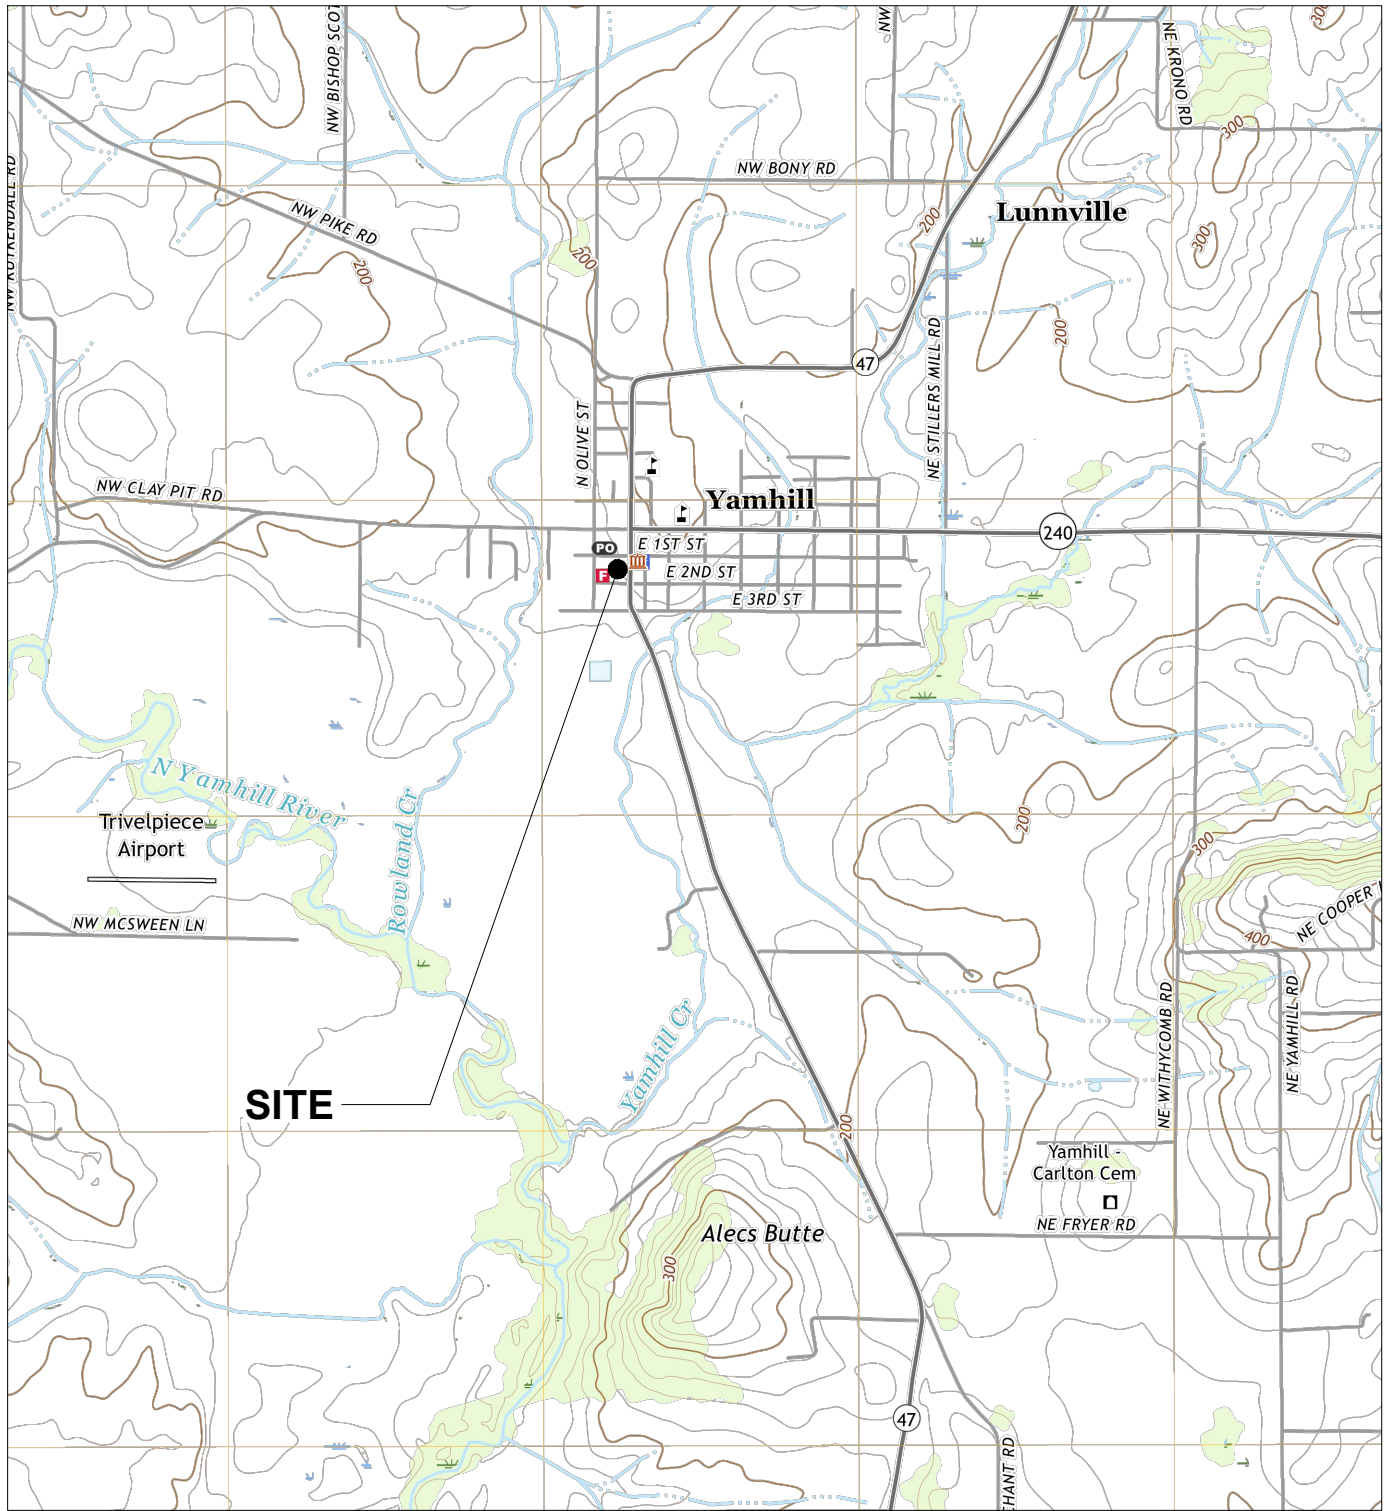 300
NW BISHOP SCOT
NW
NE KRONO RD
300
NW KUYKENDALL RD
NW BONY RD
NW PIKE RD
200
Lunnville
200
200
300
200
47
NE STILLERS MILL RD
N OLIVE ST
NW CLAY PIT RD
Yamhill
240
PO
E 1ST ST
F
E 2ND ST
E 3RD ST
N Yamhill River
Trivelpiece
Airport
Rowland Cr
200
300
NW MCSWEEN LN
NE COOPER L
400
NE WITHYCOMB RD
NE YAMHILL RD
Yamhill Cr
SITE
200
Yamhill -
Carlton Cem
NE FRYER RD
Alecs Butte
300
47
CHANT RD